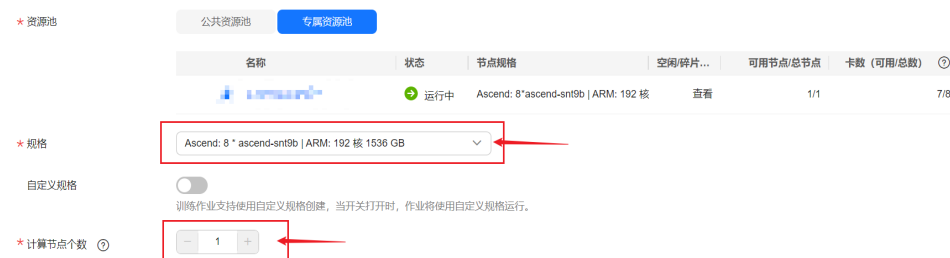 * 资源池 公共资源池 专属资源池
名称 状态 节点规格 空闲/碎片... 可用节点/总节点 卡数（可用/总数）
运行中 Ascend: 8*ascend-snt9b | ARM: 192 核 查看 1/1 7/8
* 规格 Ascend: 8 * ascend-snt9b | ARM: 192 核 1536 GB
自定义规格
训练作业支持使用自定义规格创建，当开关打开时，作业将使用自定义规格运行。
* 计算节点个数 ? − 1 +